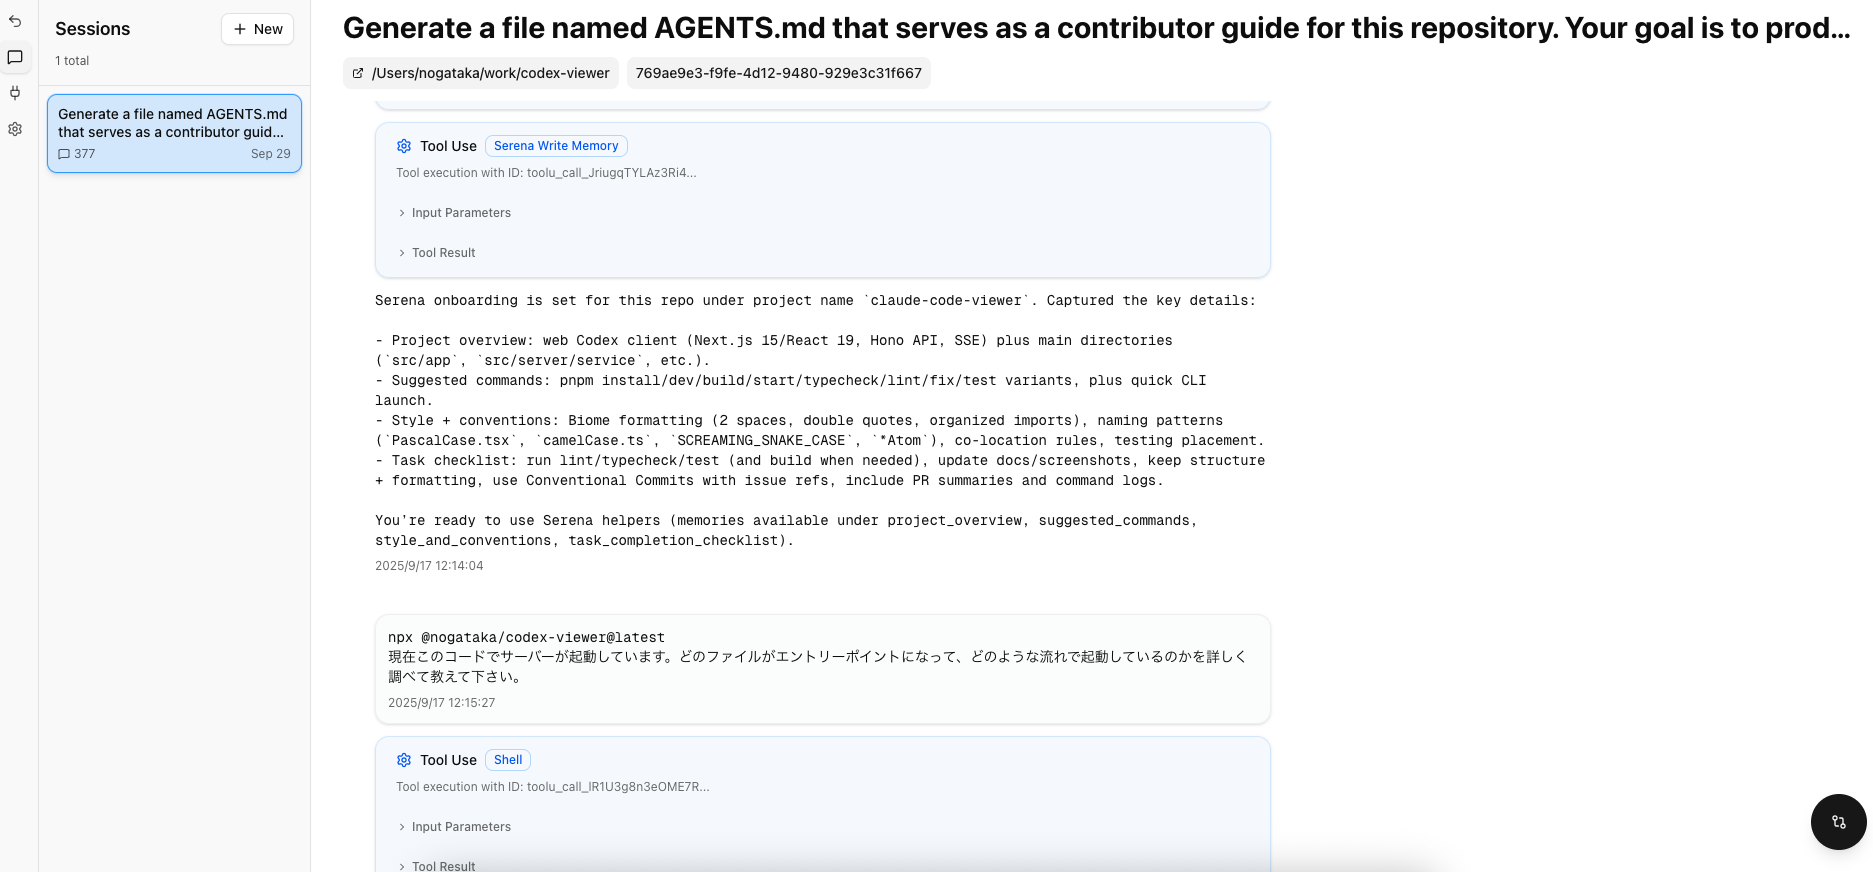 Sessions
New
1 total
Generate a file named AGENTS.md
that serves as a contributor guid...
377
Sep 29
Generate a file named AGENTS.md that serves as a contributor guide for this repository. Your goal is to prod...
/Users/nogataka/work/codex-viewer
769ae9e3-f9fe-4d12-9480-929e3c31f667
Tool Use Serena Write Memory
Tool execution with ID: toolu_call_JriugqTYLAz3Ri4...
Input Parameters
Tool Result
Serena onboarding is set for this repo under project name `claude-code-viewer`. Captured the key details:
- Project overview: web Codex client (Next.js 15/React 19, Hono API, SSE) plus main directories
(`src/app`, `src/server/service`, etc.).
- Suggested commands: pnpm install/dev/build/start/typecheck/lint/fix/test variants, plus quick CLI
launch.
- Style + conventions: Biome formatting (2 spaces, double quotes, organized imports), naming patterns
(`PascalCase.tsx`, `camelCase.ts`, `SCREAMING_SNAKE_CASE`, `*Atom`), co-location rules, testing placement.
- Task checklist: run lint/typecheck/test (and build when needed), update docs/screenshots, keep structure
+ formatting, use Conventional Commits with issue refs, include PR summaries and command logs.
You're ready to use Serena helpers (memories available under project_overview, suggested_commands,
style_and_conventions, task_completion_checklist).
2025/9/17 12:14:04
npx @nogataka/codex-viewer@latest
現在このコードでサーバーが起動しています。どのファイルがエントリーポイントになって、どのような流れで起動しているのかを詳しく
調べて教えて下さい。
2025/9/17 12:15:27
Tool Use Shell
Tool execution with ID: toolu_call_lR1U3g8n3eOME7R...
Input Parameters
Tool Result